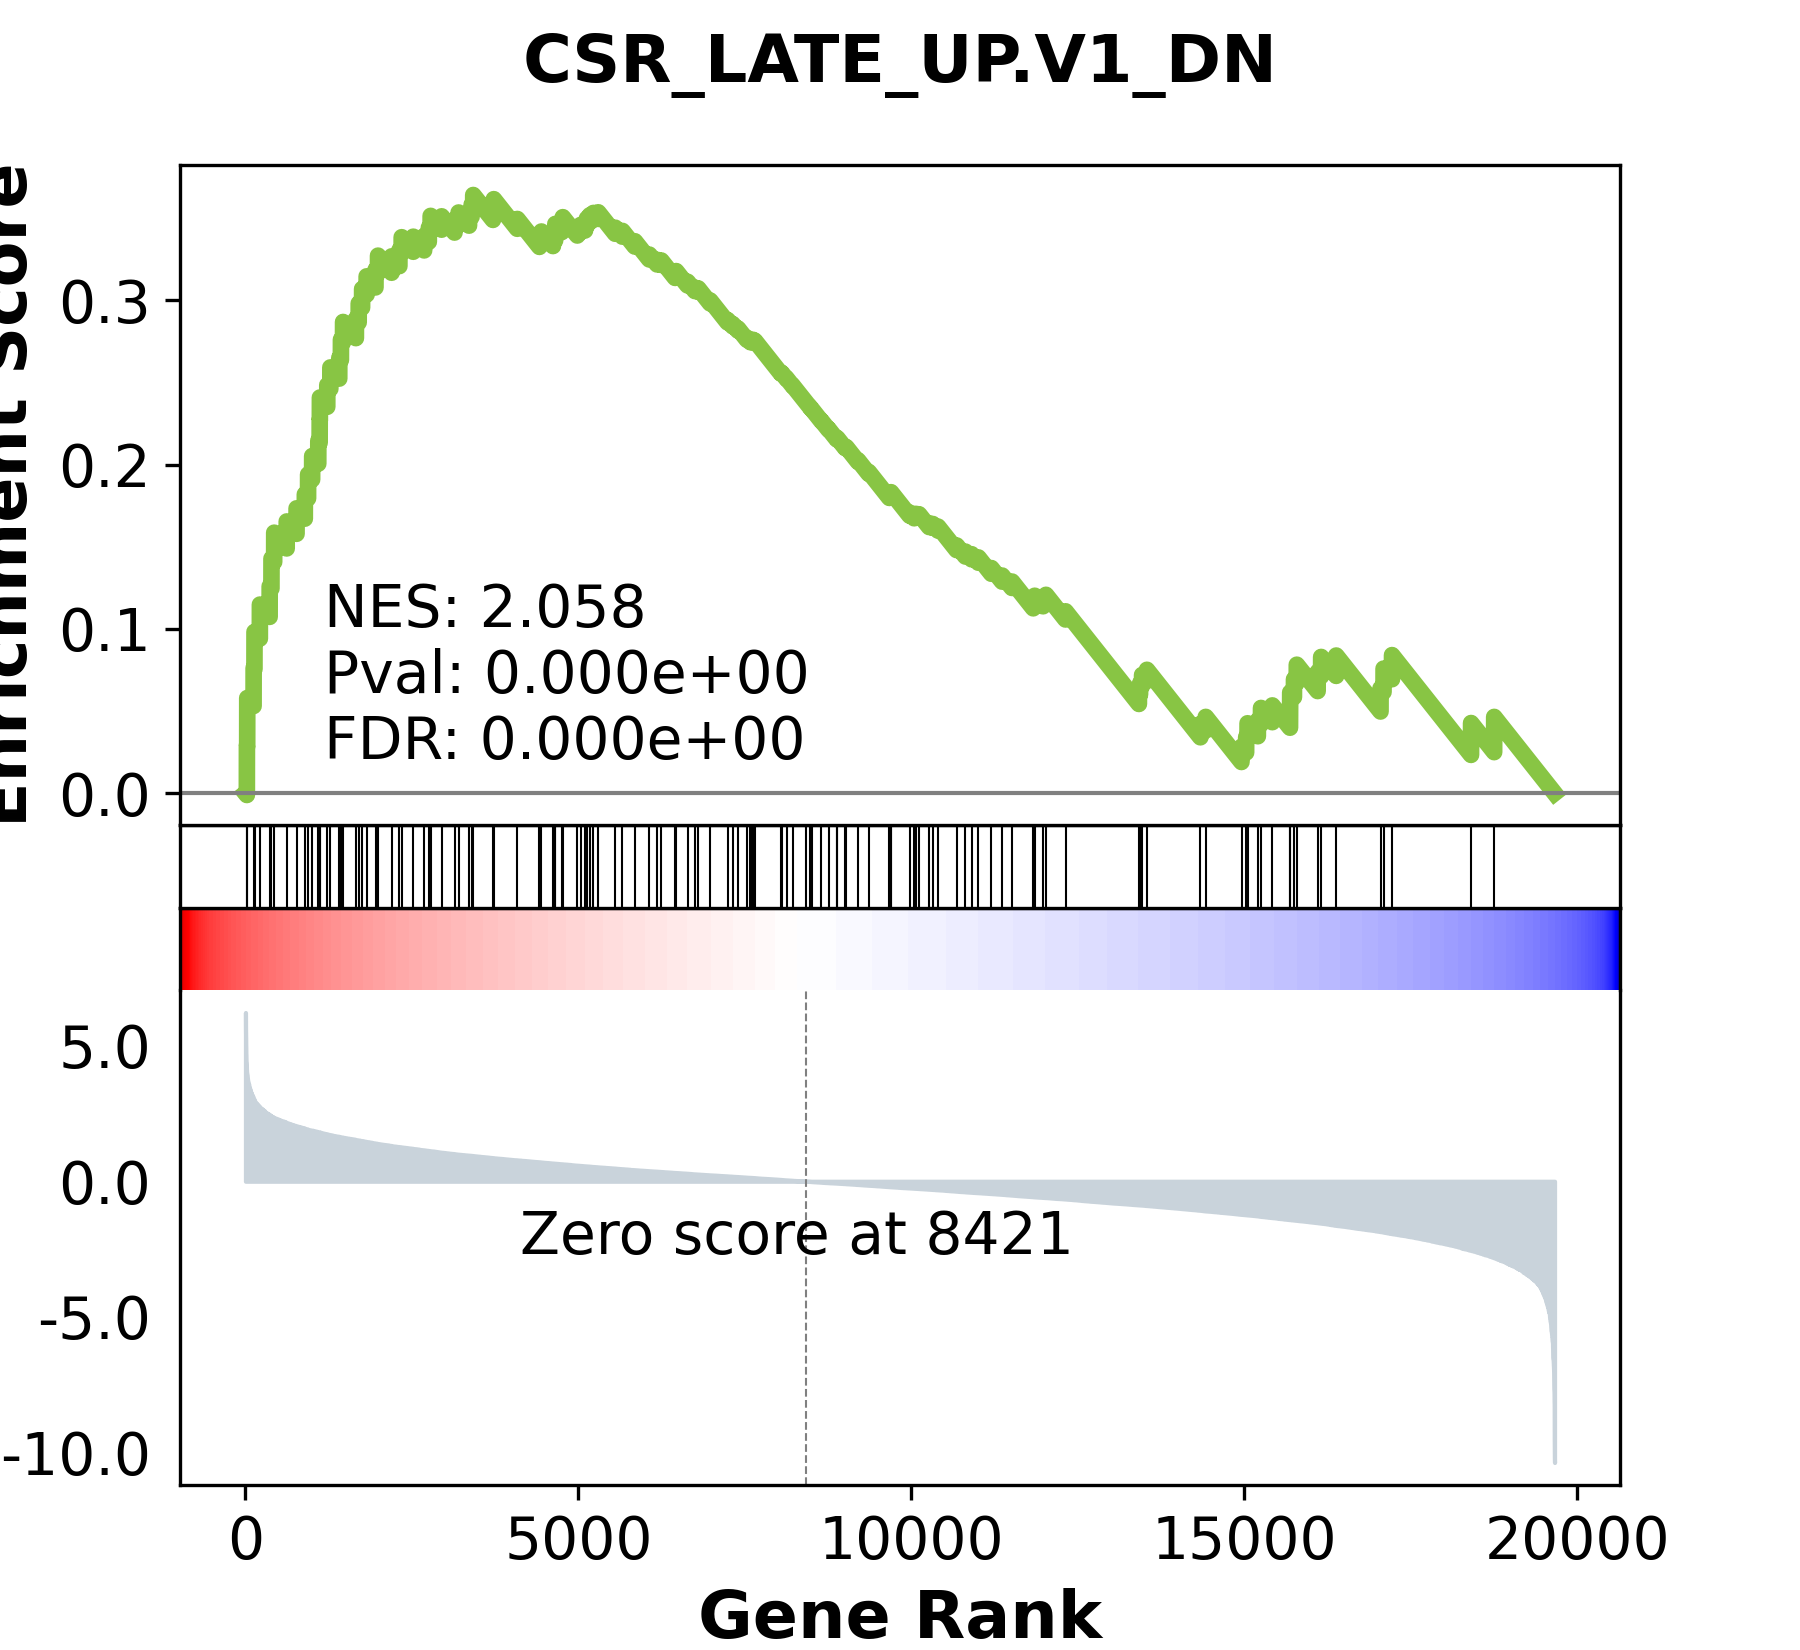 CSR_LATE_UP.V1_DN
Enrichment Score
0.3
0.2
0.1
0.0
NES: 2.058
Pval: 0.000e+00
FDR: 0.000e+00
5.0
0.0
-5.0
-10.0
Zero score at 8421
0
5000
10000
15000
20000
Gene Rank